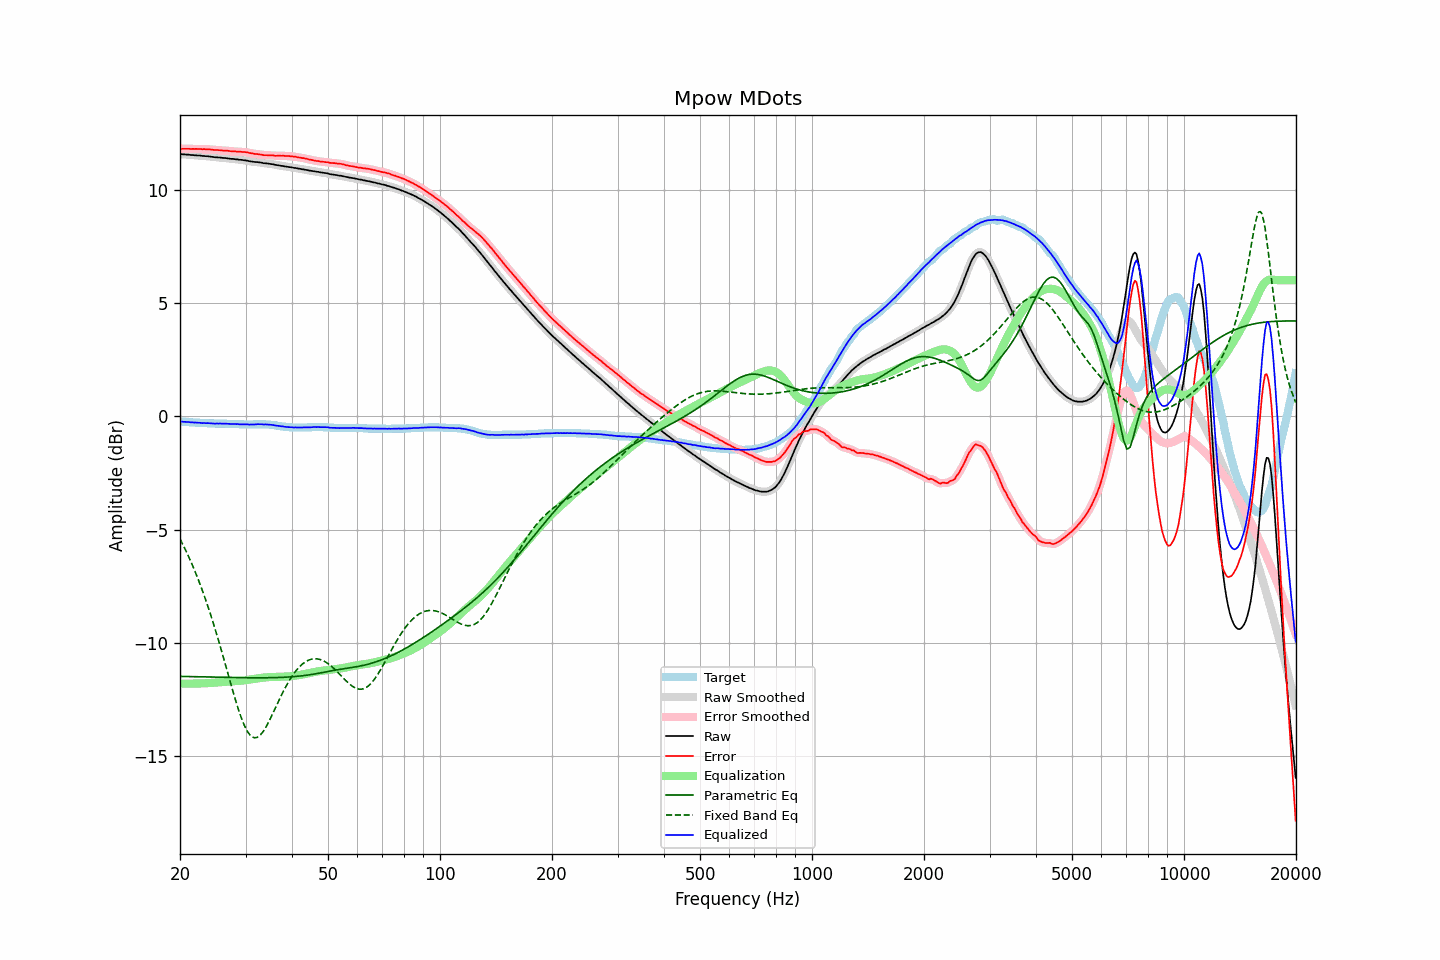 Mpow MDots
Amplitude (dBr)
10
5
0
−5
−10
−15
Target
Raw Smoothed
Error Smoothed
Raw
Error
Equalization
Parametric Eq
Fixed Band Eq
Equalized
20 50 100 200 500 1000 2000 5000 10000 20000
Frequency (Hz)